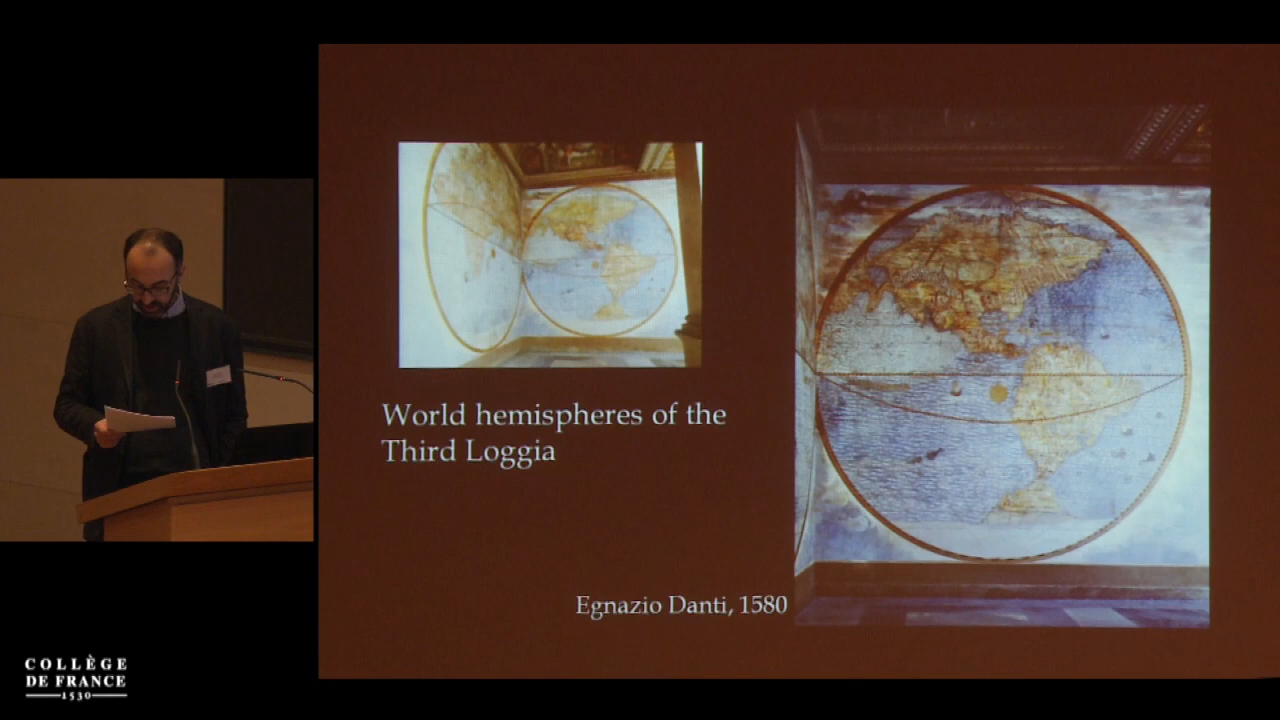 World hemispheres of the
Third Loggia
Egnazio Danti, 1580
COLLÈGE
DE FRANCE
1530